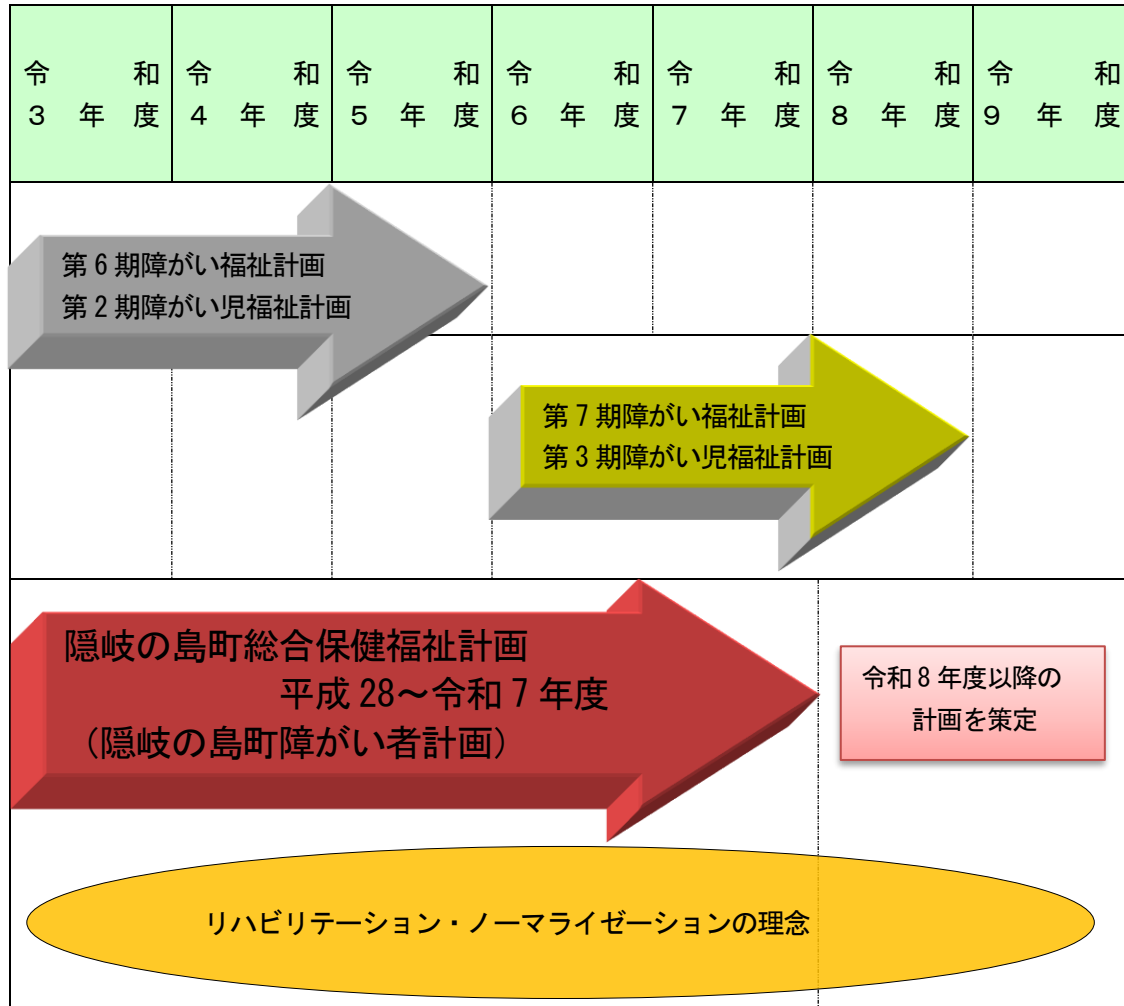 令和3年度 令和4年度 令和5年度 令和6年度 令和7年度 令和8年度 令和9年度
第6期障がい福祉計画
第2期障がい児福祉計画
第7期障がい福祉計画
第3期障がい児福祉計画
隠岐の島町総合保健福祉計画
平成28～令和7年度
(隠岐の島町障がい者計画)
令和8年度以降の
計画を策定
リハビリテーション・ノーマライゼーションの理念